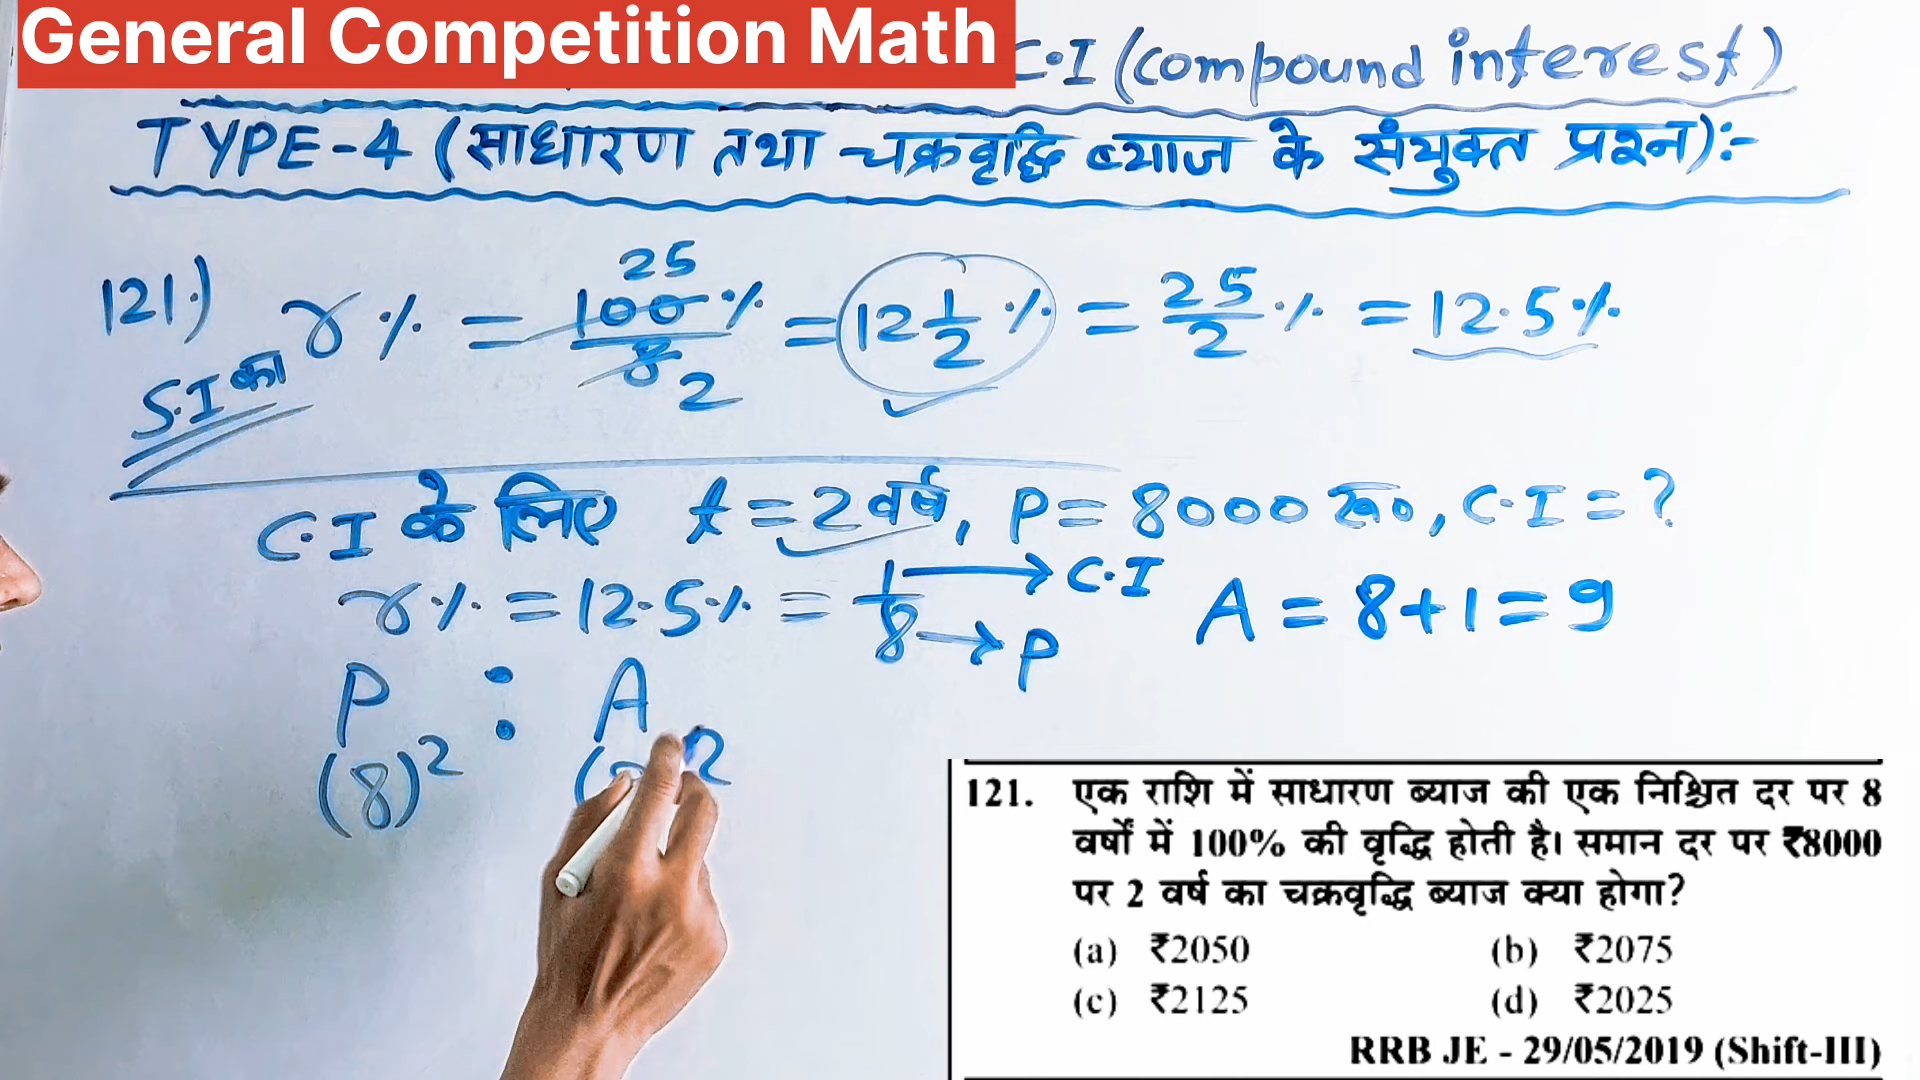 General Competition Math
C.I (compound interest)
TYPE-4 (साधारण तथा चक्रवृद्धि ब्याज के संयुक्त प्रश्न):-
25
121.) r % = 100/8 % = 12 1/2 % = 25/2 % = 12.5%
2
S.I का
C.I के लिए t = 2 वर्ष, P = 8000 रू०, C.I = ?
r % = 12.5% = 1/8 → C.I A = 8+1 = 9
→ P
P : A
(8)² ( ²
121. एक राशि में साधारण ब्याज की एक निश्चित दर पर 8
वर्षों में 100% की वृद्धि होती है। समान दर पर ₹8000
पर 2 वर्ष का चक्रवृद्धि ब्याज क्या होगा?
(a) ₹2050 (b) ₹2075
(c) ₹2125 (d) ₹2025
RRB JE - 29/05/2019 (Shift-III)